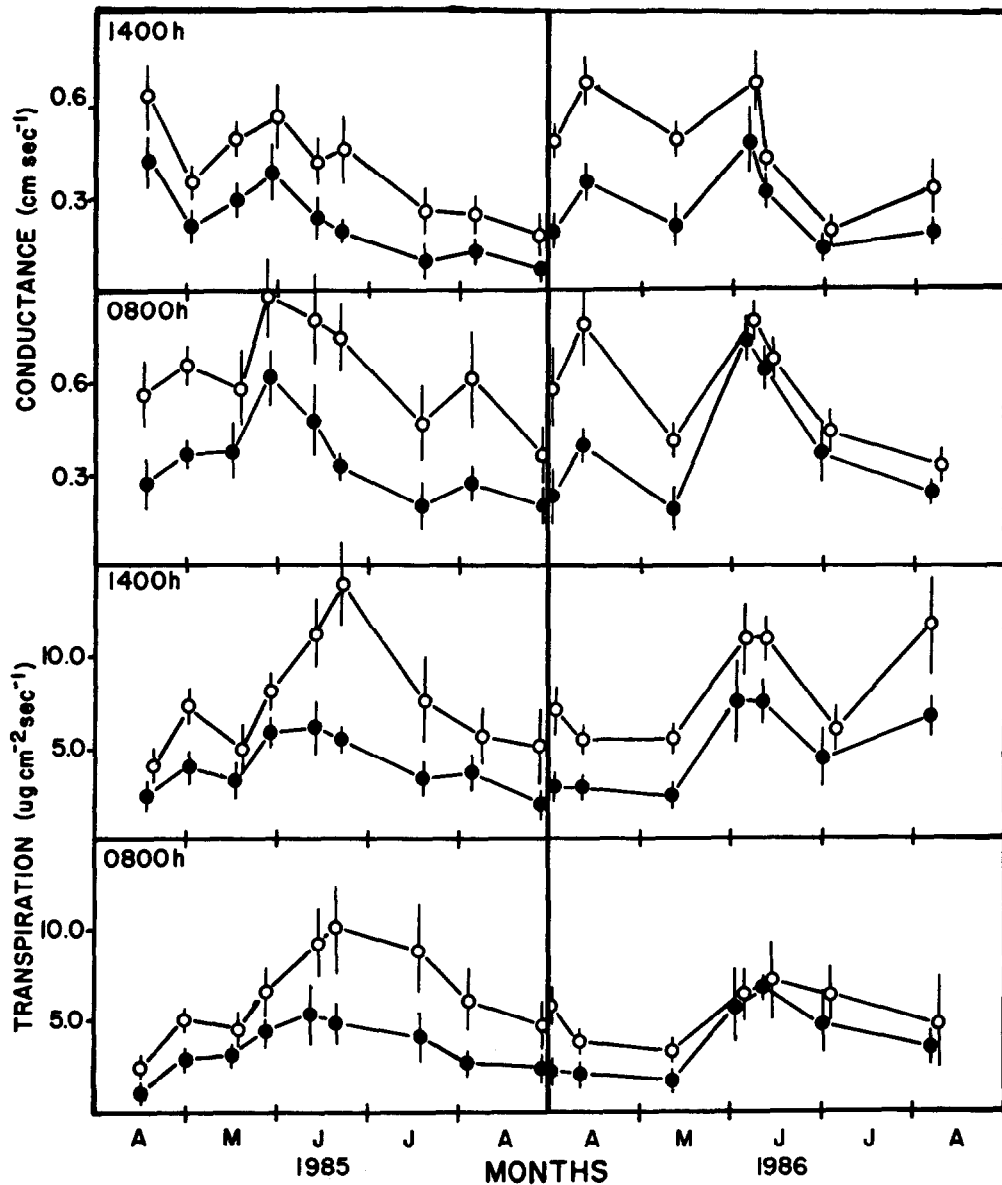 1400h
0.6
0.3
CONDUCTANCE (cm sec⁻¹)
0800h
0.6
0.3
1400h
10.0
5.0
TRANSPIRATION (ug cm⁻² sec⁻¹)
0800h
10.0
5.0
A M J J A A M J J A
1985 MONTHS 1986